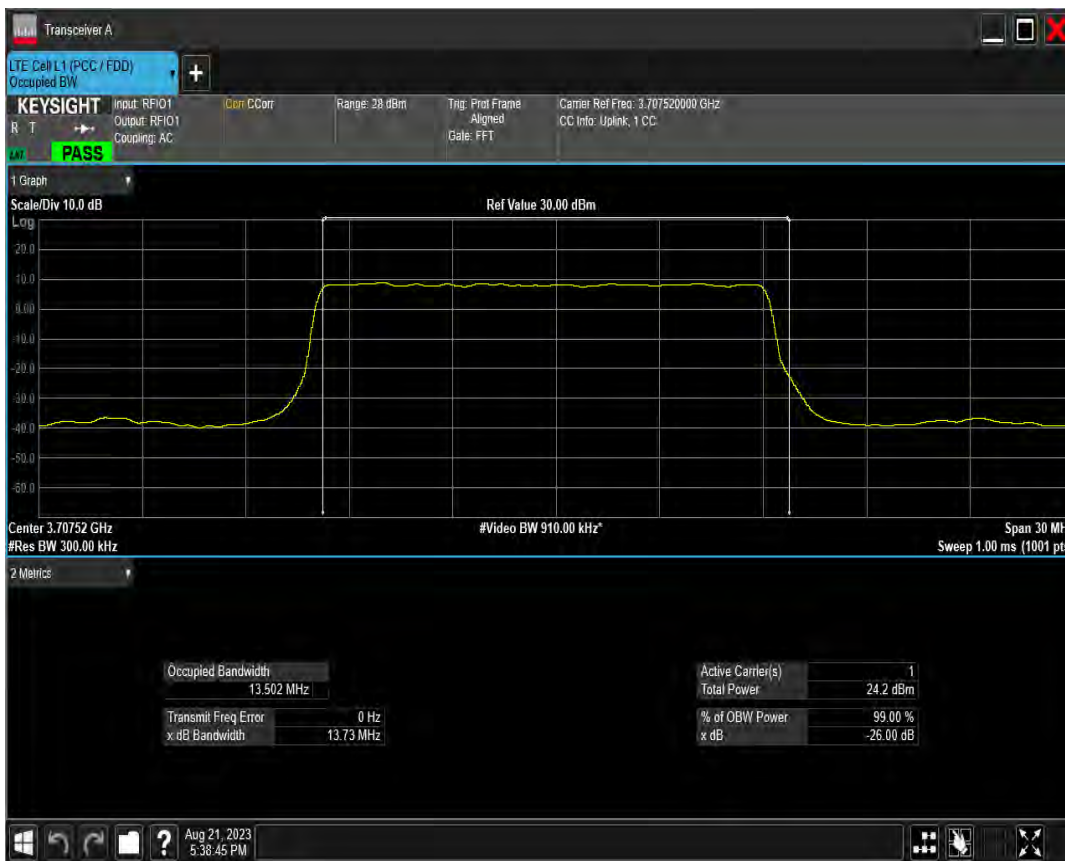 Transceiver A
LTE Cell L1 (PCC / FDD)
Occupied BW
KEYSIGHT
R T
PASS
Input: RFIO1
Output: RFIO1
Coupling: AC
Corr CCorr
Range: 28 dBm
Trig: Prot Frame
Aligned
Gate: FFT
Carrier Ref Freq: 3.707520000 GHz
CC Info: Uplink, 1 CC
1 Graph
Scale/Div 10.0 dB
Ref Value 30.00 dBm
Log
20.0
10.0
0.00
-10.0
-20.0
-30.0
-40.0
-50.0
-60.0
Center 3.70752 GHz
#Video BW 910.00 kHz*
Span 30 MH
#Res BW 300.00 kHz
Sweep 1.00 ms (1001 pts
2 Metrics
Occupied Bandwidth
13.502 MHz
Transmit Freq Error 0 Hz
x dB Bandwidth 13.73 MHz
Active Carrier(s) 1
Total Power 24.2 dBm
% of OBW Power 99.00 %
x dB -26.00 dB
Aug 21, 2023
5:38:45 PM